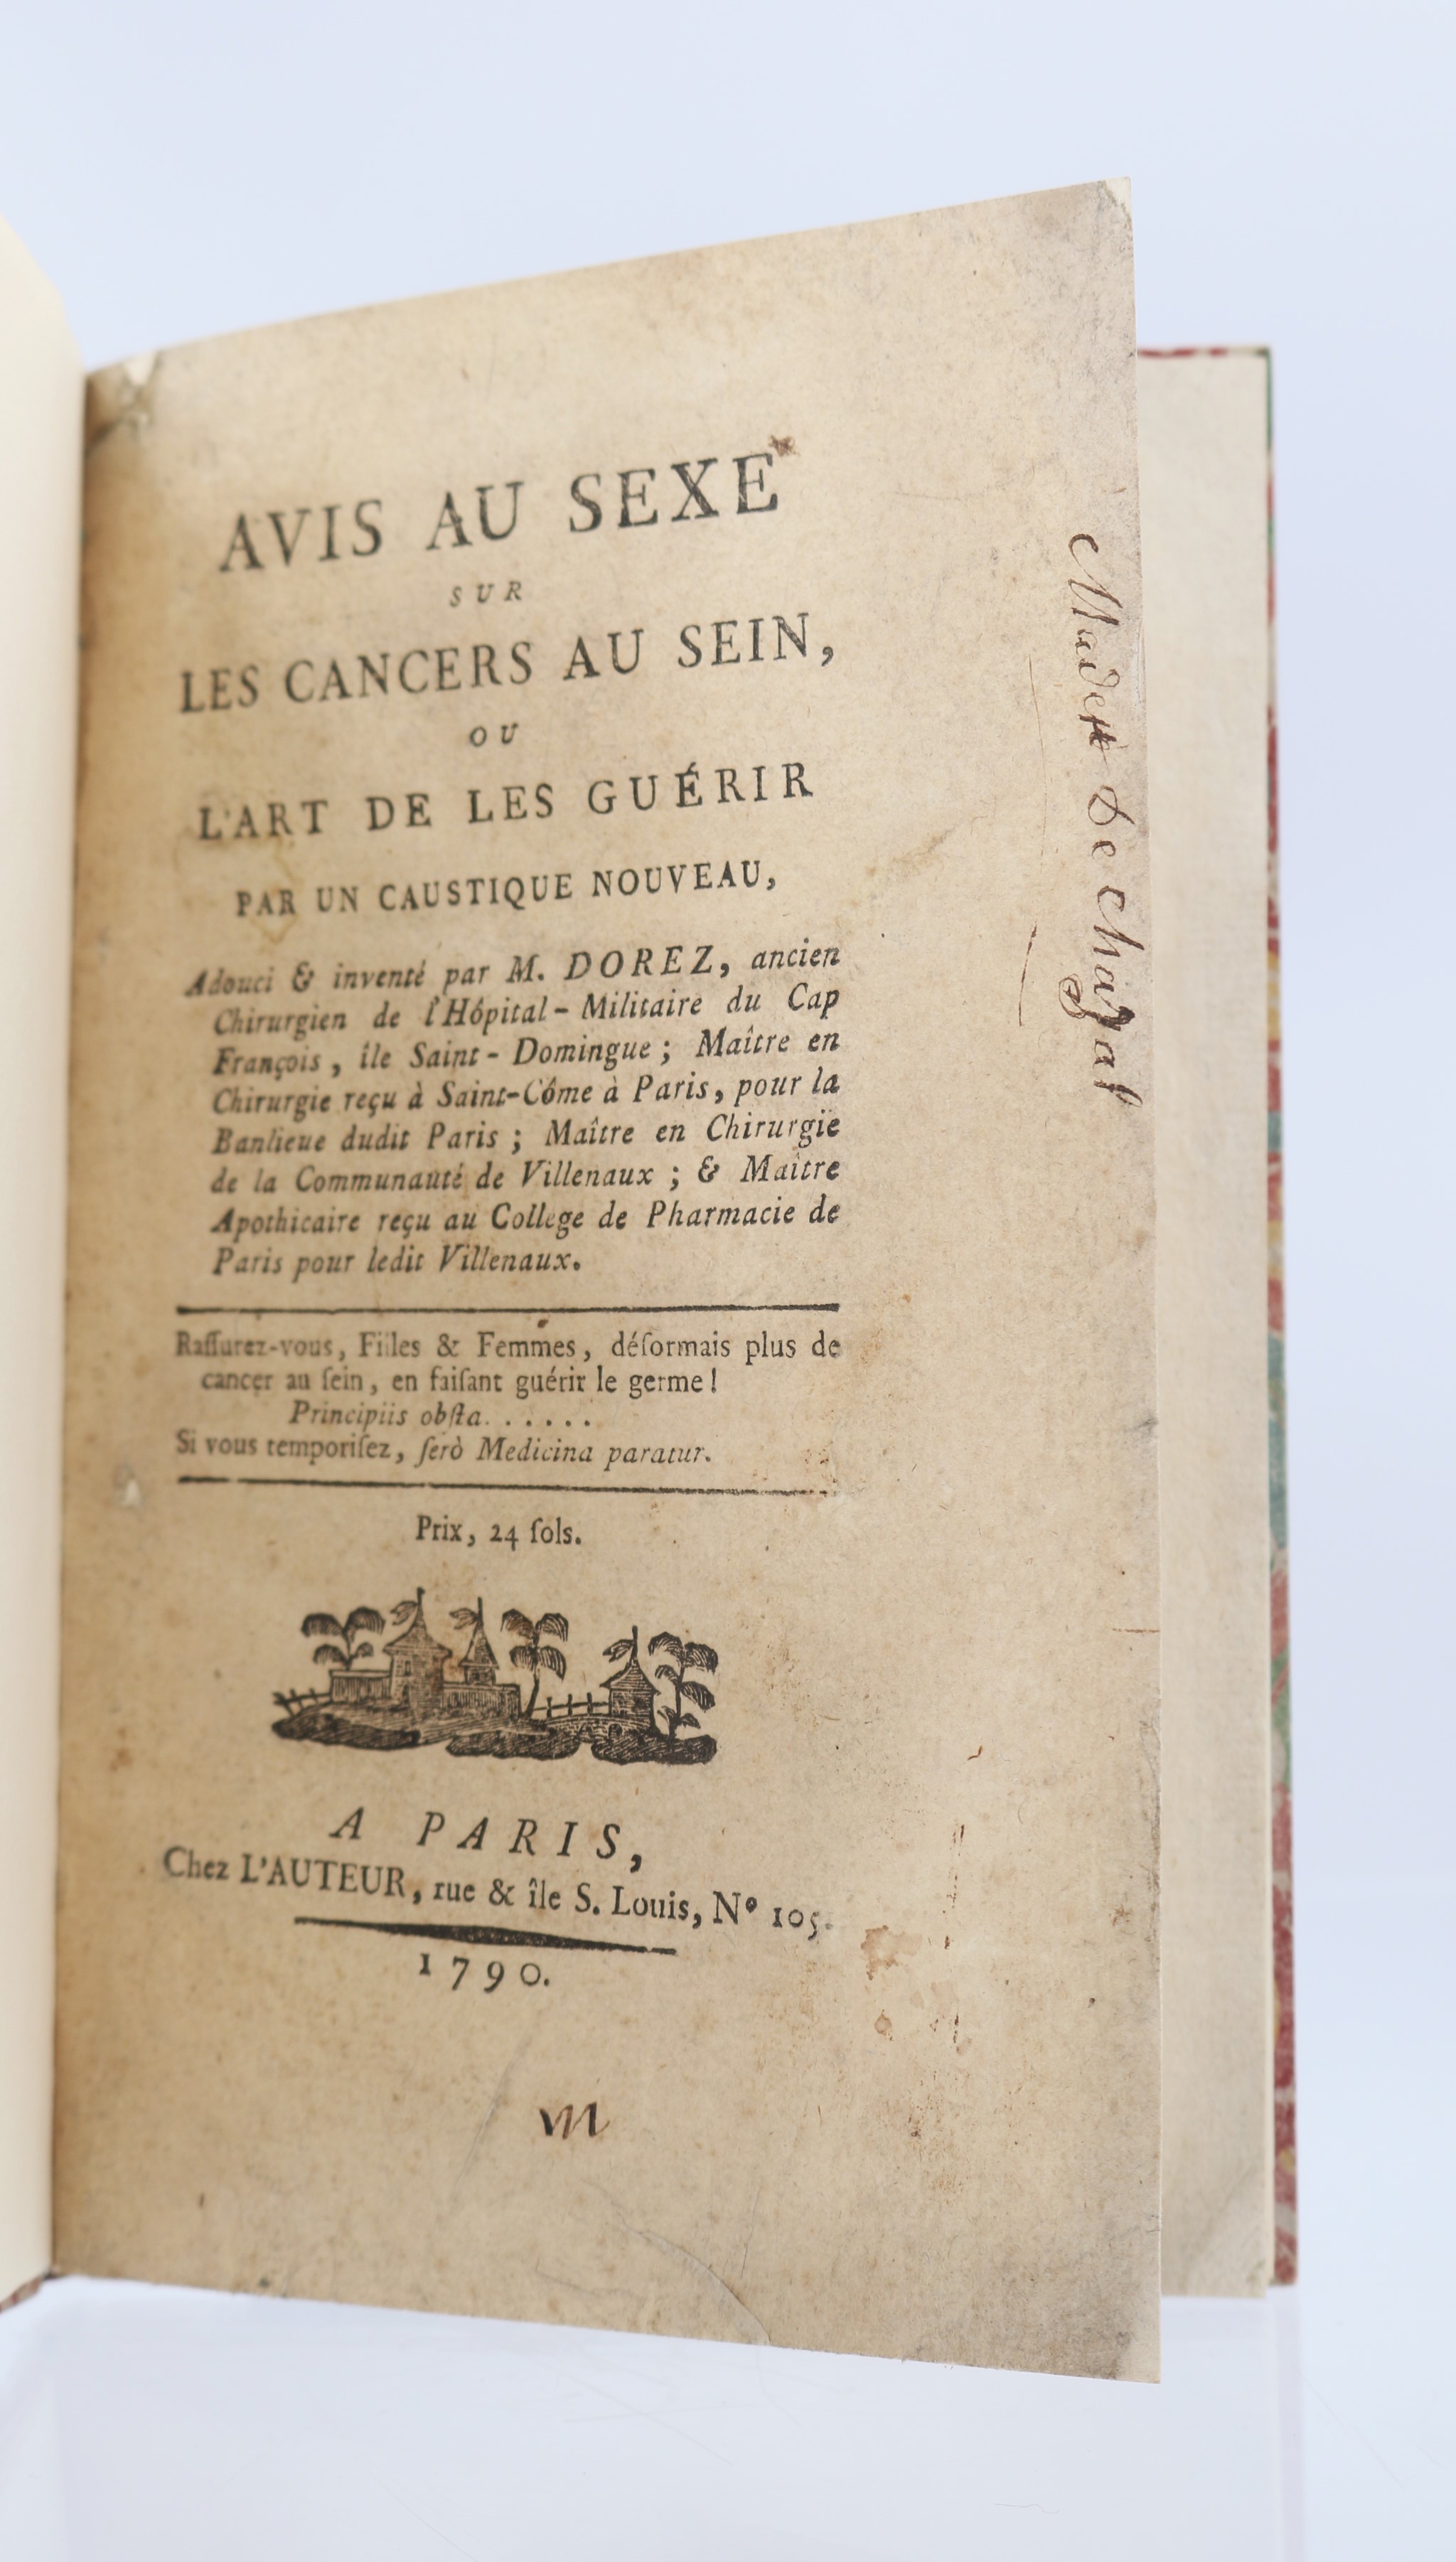 AVIS AU SEXE
SUR
LES CANCERS AU SEIN,
OU
L'ART DE LES GUÉRIR
PAR UN CAUSTIQUE NOUVEAU,
Adouci & inventé par M. DOREZ, ancien
Chirurgien de l'Hôpital-Militaire du Cap
François, île Saint-Domingue; Maître en
Chirurgie reçu à Saint-Côme à Paris, pour la
Banlieue dudit Paris; Maître en Chirurgie
de la Communauté de Villenaux; & Maître
Apothicaire reçu au College de Pharmacie de
Paris pour ledit Villenaux.
Raſſurez-vous, Filles & Femmes, déſormais plus de
cancer au ſein, en faiſant guérir le germe!
Principiis obſta......
Si vous temporiſez, ſerò Medicina paratur.
Prix, 24 ſols.
A PARIS,
Chez L'AUTEUR, rue & île S. Louis, Nº 105.
1790.
m
de Chazal